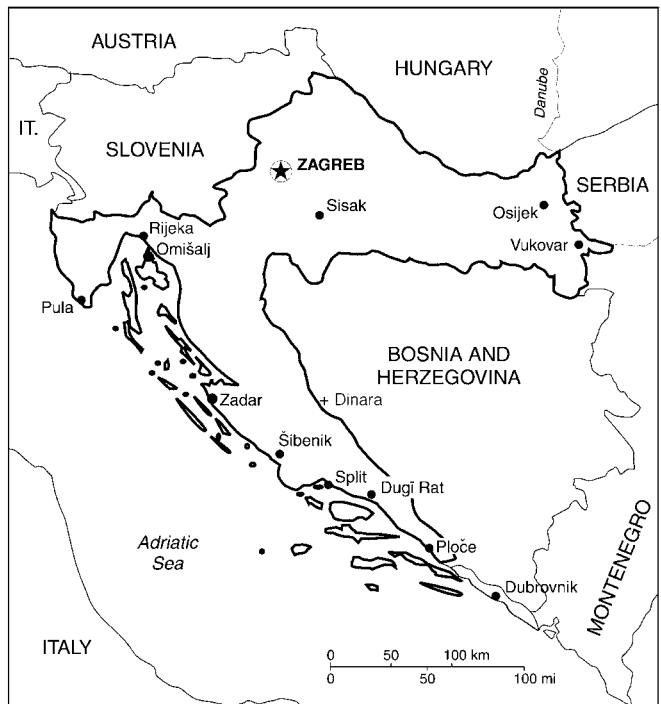 AUSTRIA
HUNGARY
Danube
IT.
SLOVENIA
ZAGREB
SERBIA
Sisak
Osijek
Rijeka
Vukovar
Omišalj
Pula
BOSNIA AND
HERZEGOVINA
+ Dinara
Zadar
Šibenik
Split
Dugī Rat
Adriatic
Sea
Ploče
Dubrovnik
MONTENEGRO
ITALY
0 50 100 km
0 50 100 mi